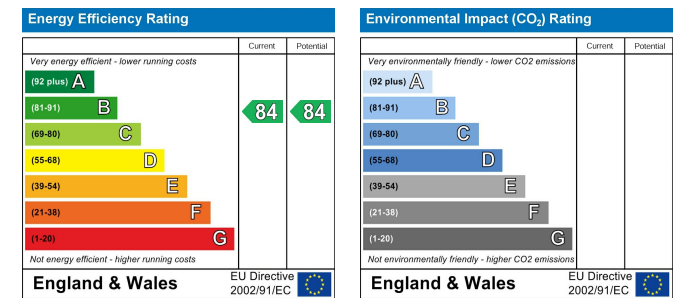 Energy Efficiency Rating
Current Potential
Very energy efficient - lower running costs
(92 plus) A
(81-91) B
84 84
(69-80) C
(55-68) D
(39-54) E
(21-38) F
(1-20) G
Not energy efficient - higher running costs
England & Wales
EU Directive
2002/91/EC
Environmental Impact (CO₂) Rating
Current Potential
Very environmentally friendly - lower CO2 emissions
(92 plus) A
(81-91) B
(69-80) C
(55-68) D
(39-54) E
(21-38) F
(1-20) G
Not environmentally friendly - higher CO2 emissions
England & Wales
EU Directive
2002/91/EC